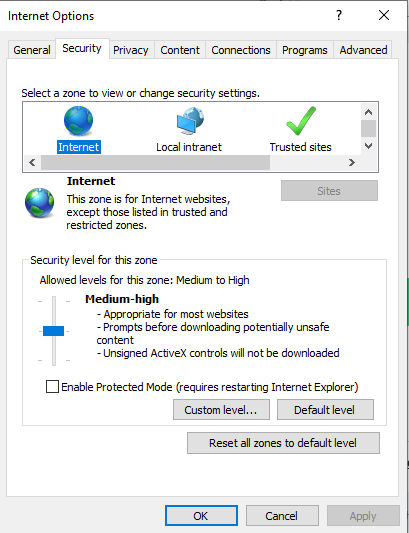 Internet Options
? ×
General Security Privacy Content Connections Programs Advanced
Select a zone to view or change security settings.
Internet Local intranet Trusted sites
Internet
Sites
This zone is for Internet websites,
except those listed in trusted and
restricted zones.
Security level for this zone
Allowed levels for this zone: Medium to High
Medium-high
- Appropriate for most websites
- Prompts before downloading potentially unsafe
content
- Unsigned ActiveX controls will not be downloaded
Enable Protected Mode (requires restarting Internet Explorer)
Custom level... Default level
Reset all zones to default level
OK Cancel Apply